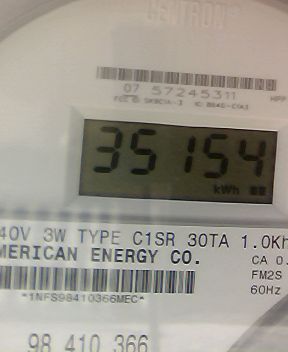 CENTRON®
07 57245311
35154
kWh
40V 3W TYPE C1SR 30TA 1.0Kh
MERICAN ENERGY CO.
CA 0.
FM2S
60Hz
*1NFS98410366MEC*
98 410 366